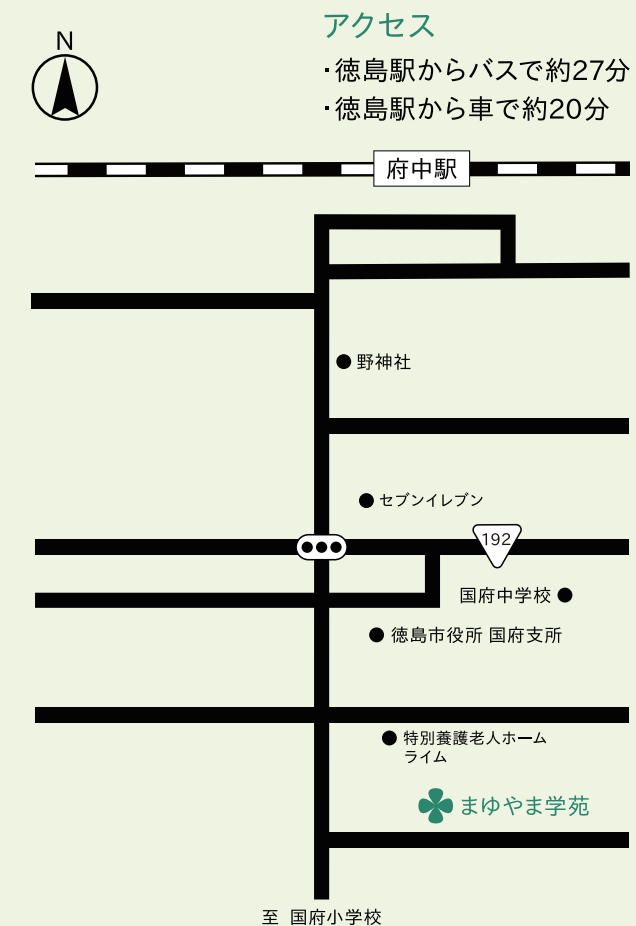 アクセス
N
・徳島駅からバスで約27分
・徳島駅から車で約20分
府中駅
野神社
セブンイレブン
192
国府中学校
徳島市役所 国府支所
特別養護老人ホーム
ライム
まゆやま学苑
至 国府小学校